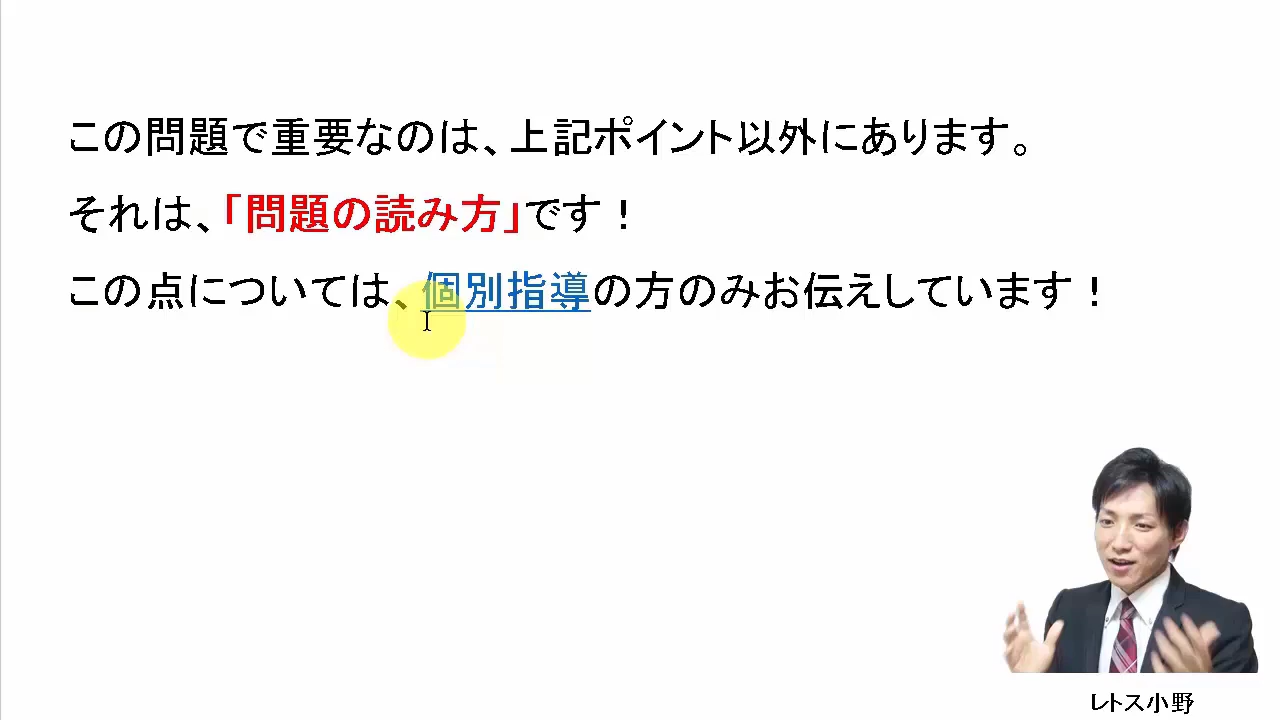 この問題で重要なのは、上記ポイント以外にあります。
それは、「問題の読み方」です！
この点については、個別指導の方のみお伝えしています！
レトス小野